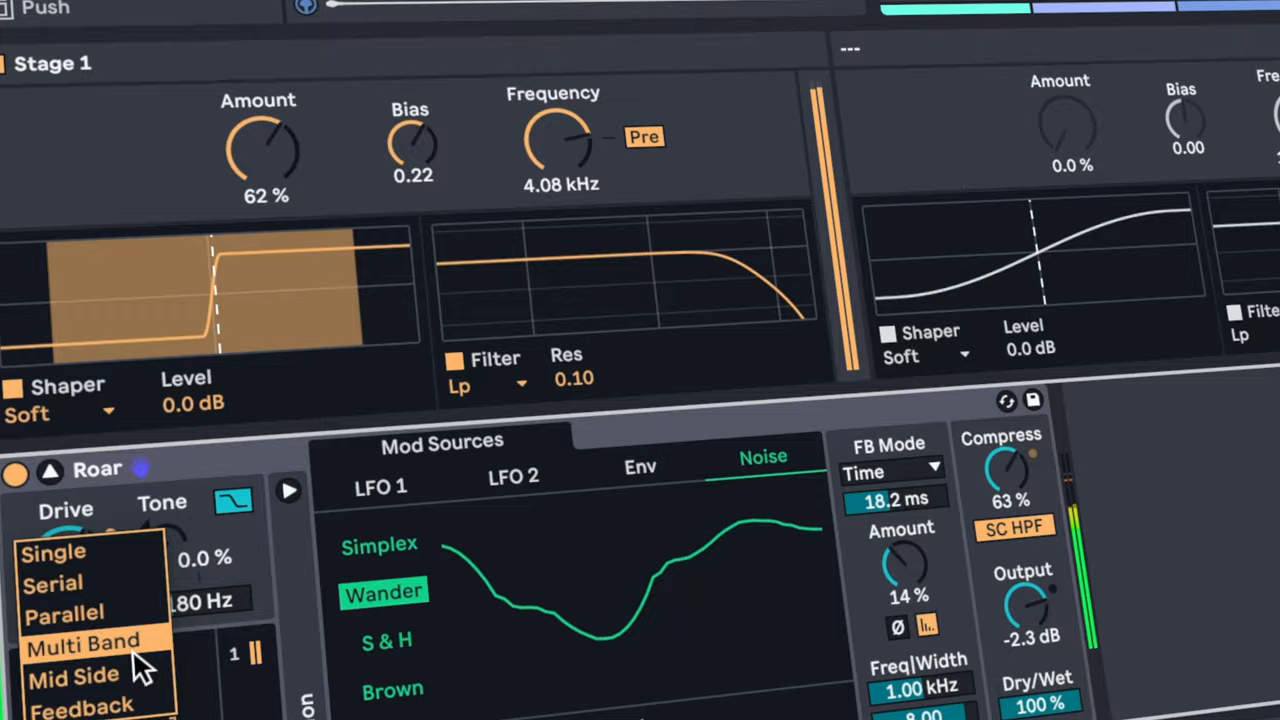 Push
Stage 1
---
Amount
Bias
Frequency
Pre
62 %
0.22
4.08 kHz
Amount
Bias
0.0 %
0.00
Shaper
Level
Soft
0.0 dB
Filter
Res
Lp
0.10
Shaper
Level
Soft
0.0 dB
Filte
Lp
Roar
Drive
Tone
0.0 %
180 Hz
Single
Serial
Parallel
Multi Band
Mid Side
Feedback
1
Mod Sources
LFO 1
LFO 2
Env
Noise
Simplex
Wander
S & H
Brown
FB Mode
Time
18.2 ms
Amount
14 %
Ø
Freq|Width
1.00 kHz
8.00
Compress
63 %
SC HPF
Output
-2.3 dB
Dry/Wet
100 %